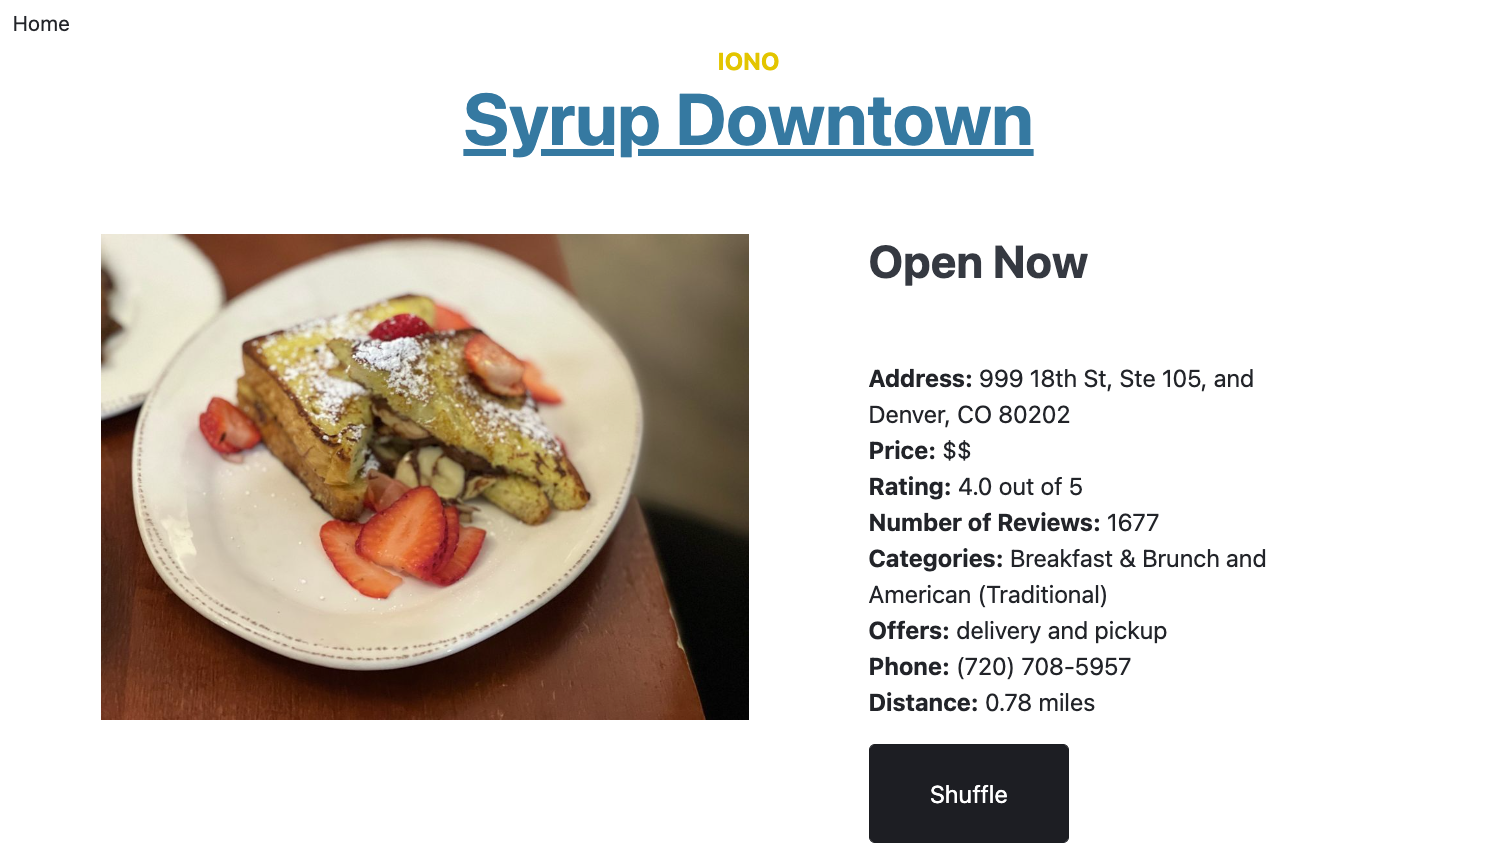 Home
IONO
Syrup Downtown
Open Now
Address: 999 18th St, Ste 105, and
Denver, CO 80202
Price: $$
Rating: 4.0 out of 5
Number of Reviews: 1677
Categories: Breakfast & Brunch and
American (Traditional)
Offers: delivery and pickup
Phone: (720) 708-5957
Distance: 0.78 miles
Shuffle